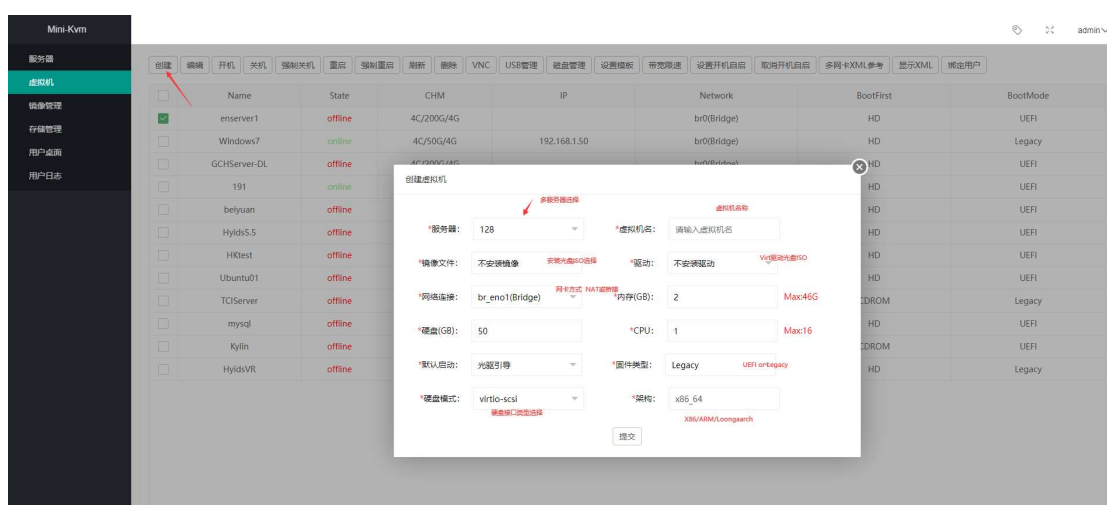 Mini-Kvm
admin
服务器
虚拟机
镜像管理
存储管理
用户桌面
用户日志
创建 编辑 开机 关机 强制关机 重启 强制重启 刷新 删除 VNC USB管理 磁盘管理 设置模板 带宽限速 设置开机自启 取消开机自启 多网卡XML参考 显示XML 绑定用户
Name State CHM IP Network BootFirst BootMode
enserver1 offline 4C/200G/4G br0(Bridge) HD UEFI
Windows7 online 4C/50G/4G 192.168.1.50 br0(Bridge) HD Legacy
GCHServer-DL offline 4C/200G/4G br0(Bridge) HD UEFI
191 online HD UEFI
beiyuan offline HD UEFI
Hyids5.5 offline HD UEFI
HKtest offline HD UEFI
Ubuntu01 offline HD UEFI
TCIServer offline CDROM Legacy
mysql offline HD UEFI
Kylin offline CDROM UEFI
HyidsVR offline HD Legacy
创建虚拟机
多服务器选择
虚拟机名称
*服务器: 128 *虚拟机名: 请输入虚拟机名
*镜像文件: 不安装镜像 安装光盘ISO选择 *驱动: 不安装驱动 Virt驱动光盘ISO
网卡方式 NAT或桥接
*网络连接: br_eno1(Bridge) *内存(GB): 2 Max:46G
*硬盘(GB): 50 *CPU: 1 Max:16
*默认启动: 光驱引导 *固件类型: Legacy UEFI orLegacy
*硬盘模式: virtio-scsi *架构: x86_64
硬盘接口类型选择
X86/ARM/Loongaarch
提交